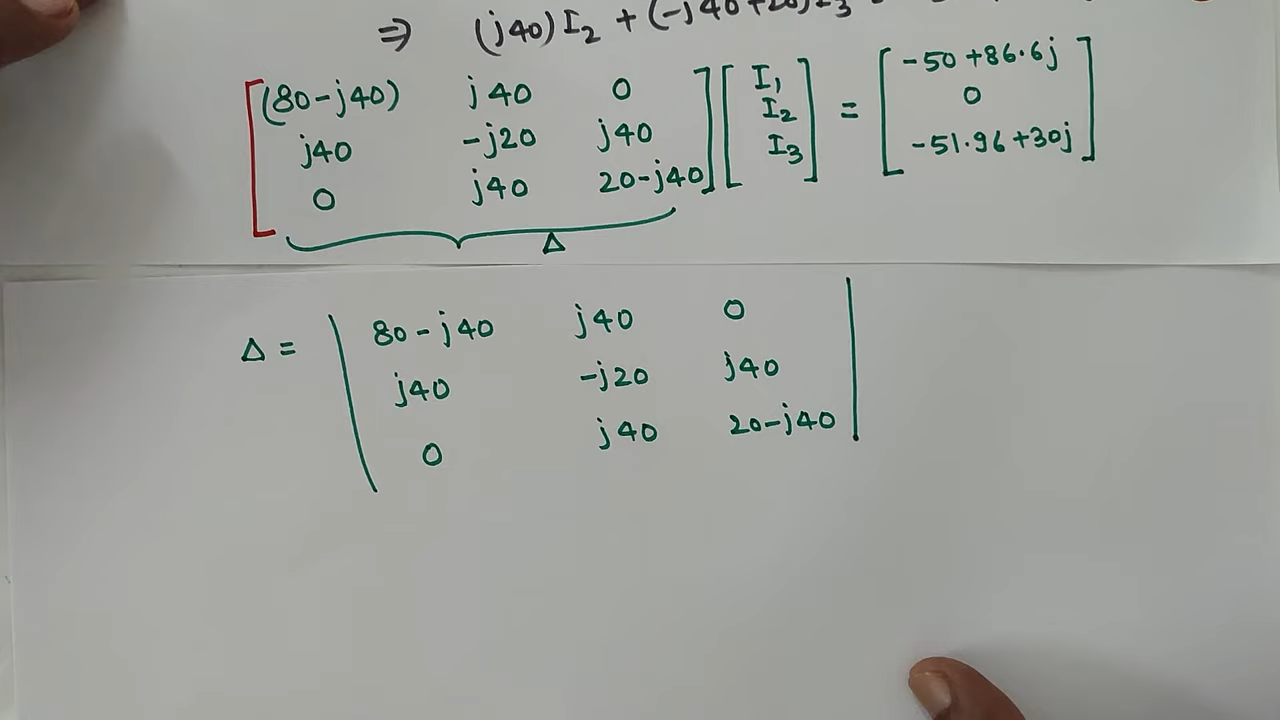 ⇒ (j40)I₂ + (-j40+20)I₃
[(80-j40) j40 0] [I₁] = [-50+86.6j]
[j40 -j20 j40] [I₂] [0]
[0 j40 20-j40] [I₃] [-51.96+30j]
Δ
Δ = | 80-j40 j40 0 |
| j40 -j20 j40 |
| 0 j40 20-j40 |